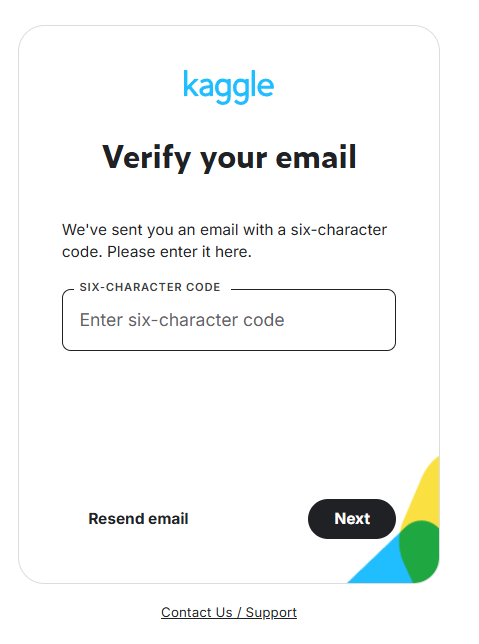 kaggle
Verify your email
We've sent you an email with a six-character
code. Please enter it here.
SIX-CHARACTER CODE
Enter six-character code
Resend email
Next
Contact Us / Support